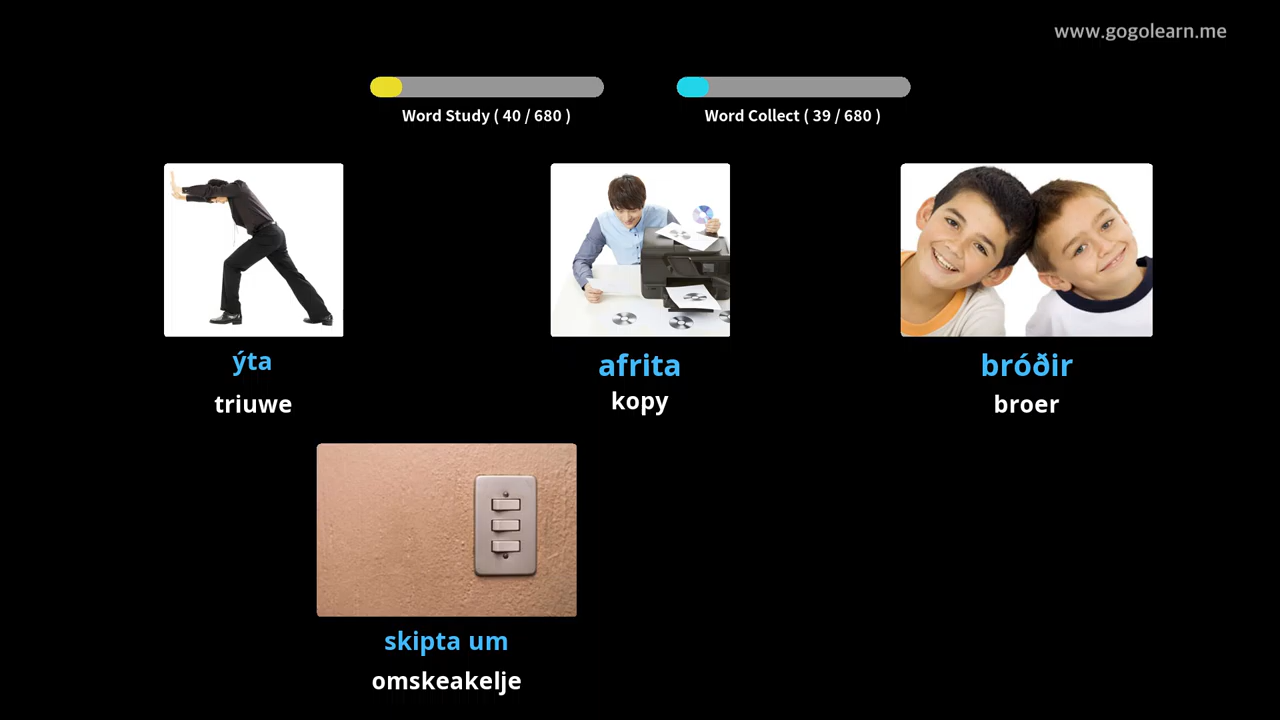 www.gogolearn.me
Word Study ( 40 / 680 )
Word Collect ( 39 / 680 )
ýta
triuwe
afrita
kopy
bróðir
broer
skipta um
omskeakelje